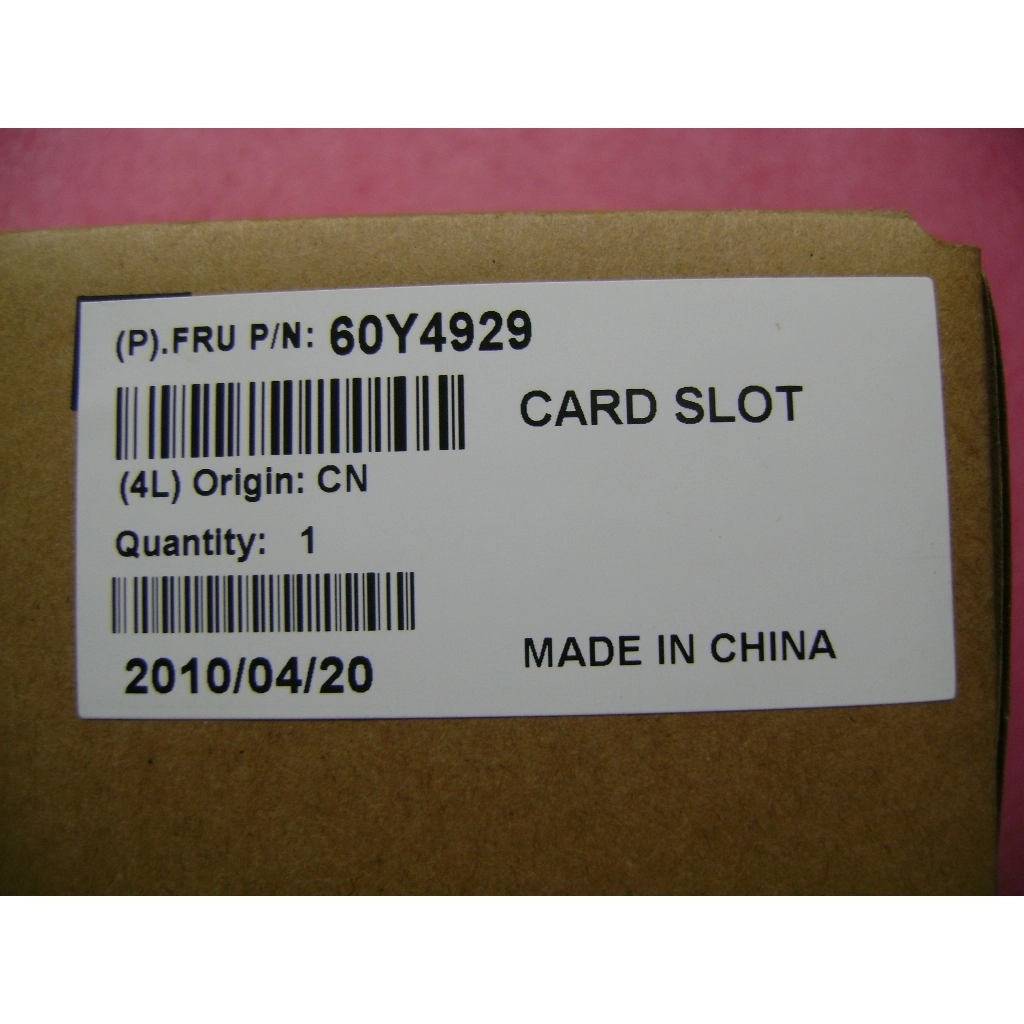 (P).FRU P/N: 60Y4929
CARD SLOT
(4L) Origin: CN
Quantity: 1
2010/04/20
MADE IN CHINA